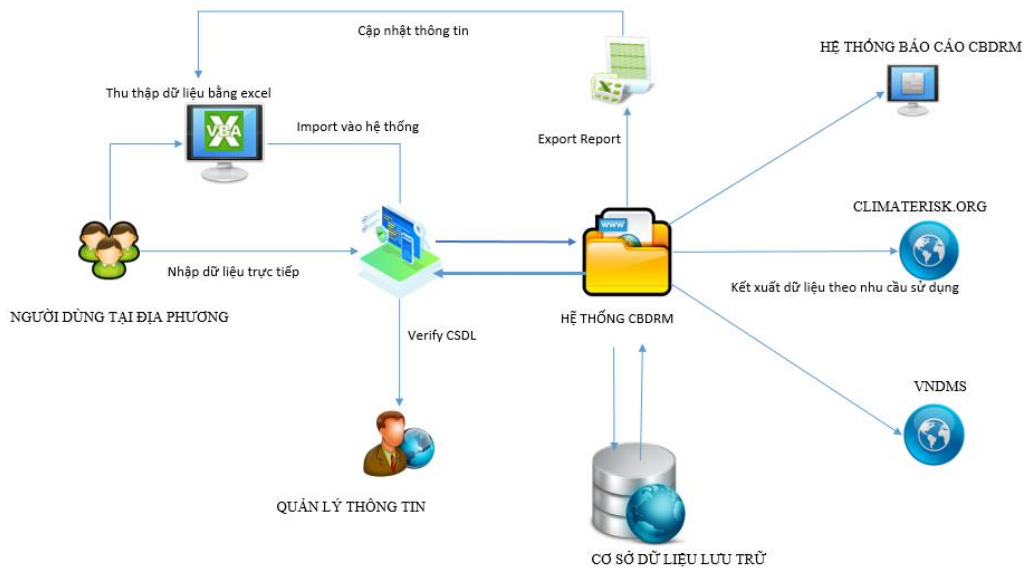 Cập nhật thông tin
HỆ THỐNG BÁO CÁO CBDRM
Thu thập dữ liệu bằng excel
VBA
Import vào hệ thống
Export Report
CLIMATERISK.ORG
WWW
Nhập dữ liệu trực tiếp
Kết xuất dữ liệu theo nhu cầu sử dụng
NGƯỜI DÙNG TẠI ĐỊA PHƯƠNG
HỆ THỐNG CBDRM
Verify CSDL
VNDMS
QUẢN LÝ THÔNG TIN
CƠ SỞ DỮ LIỆU LƯU TRỮ